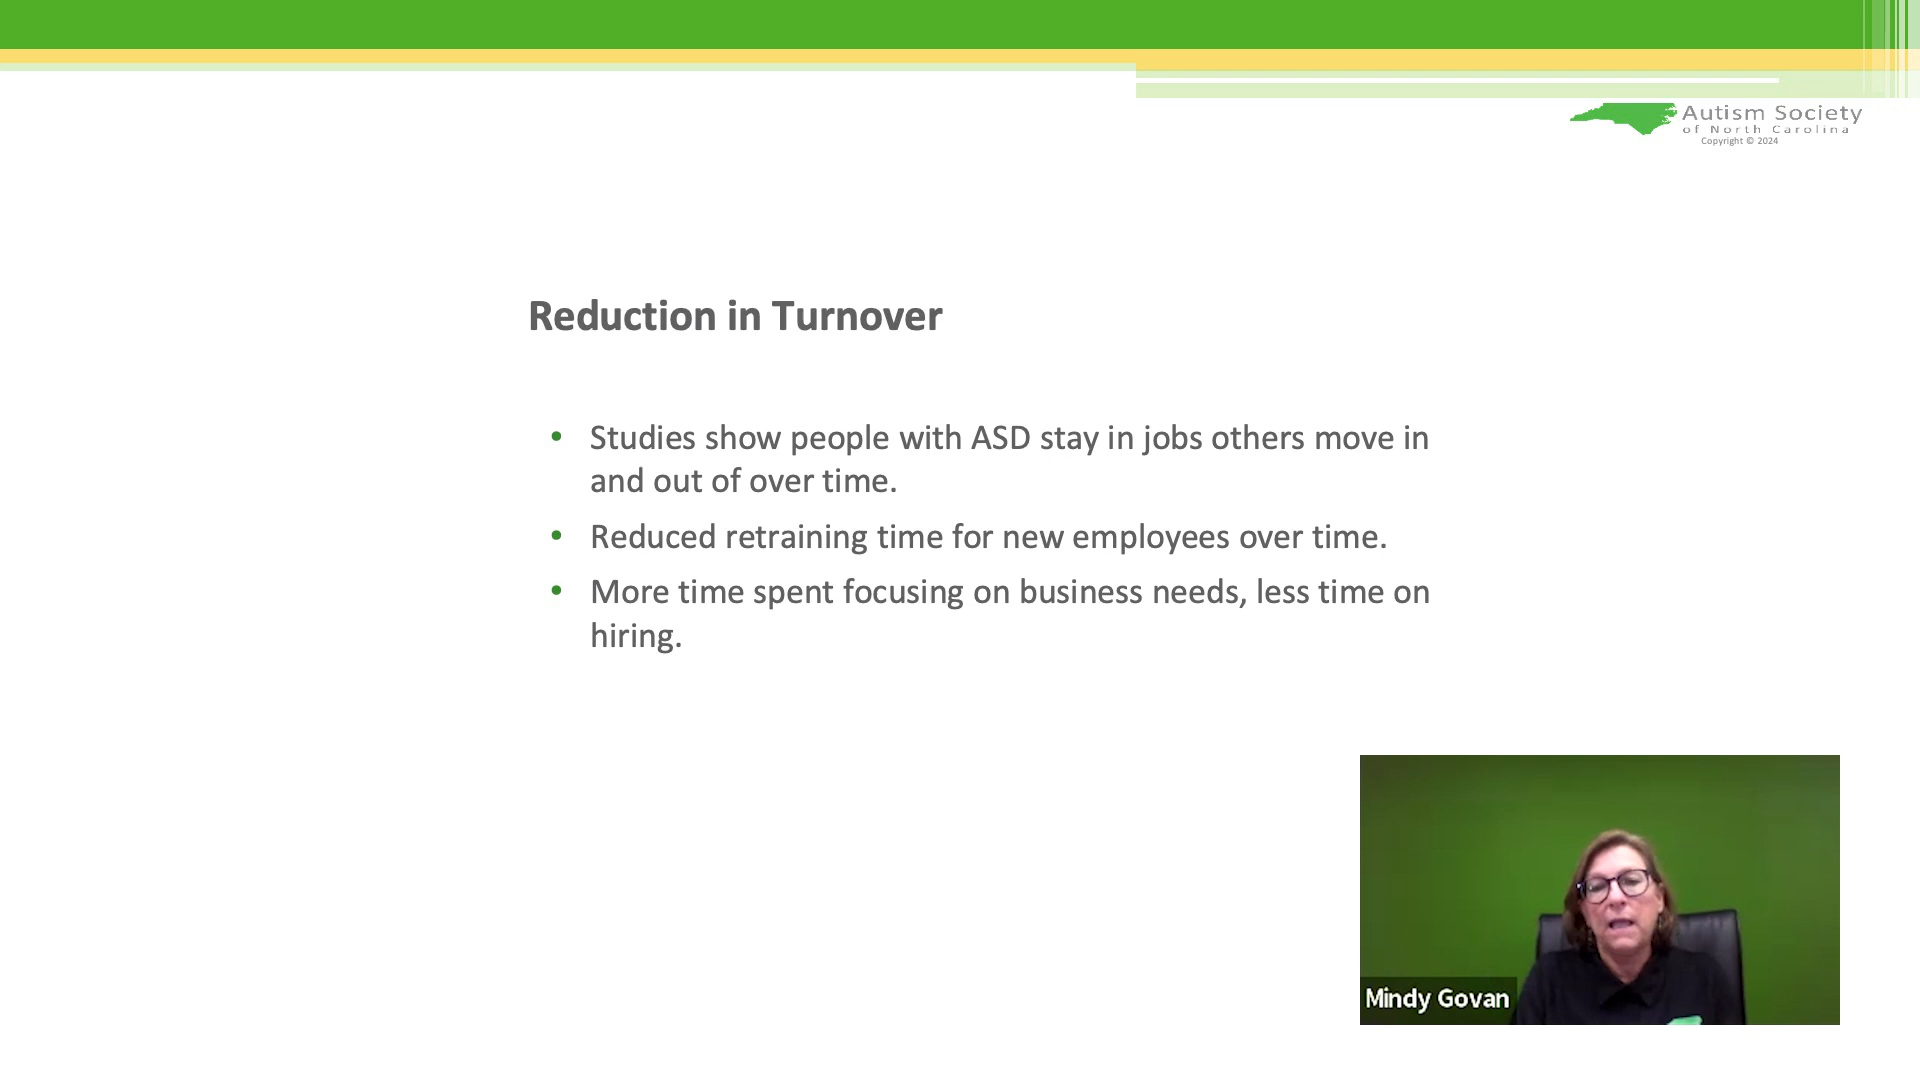 Autism Society
of North Carolina
Copyright © 2024
Reduction in Turnover
• Studies show people with ASD stay in jobs others move in
and out of over time.
• Reduced retraining time for new employees over time.
• More time spent focusing on business needs, less time on
hiring.
Mindy Govan